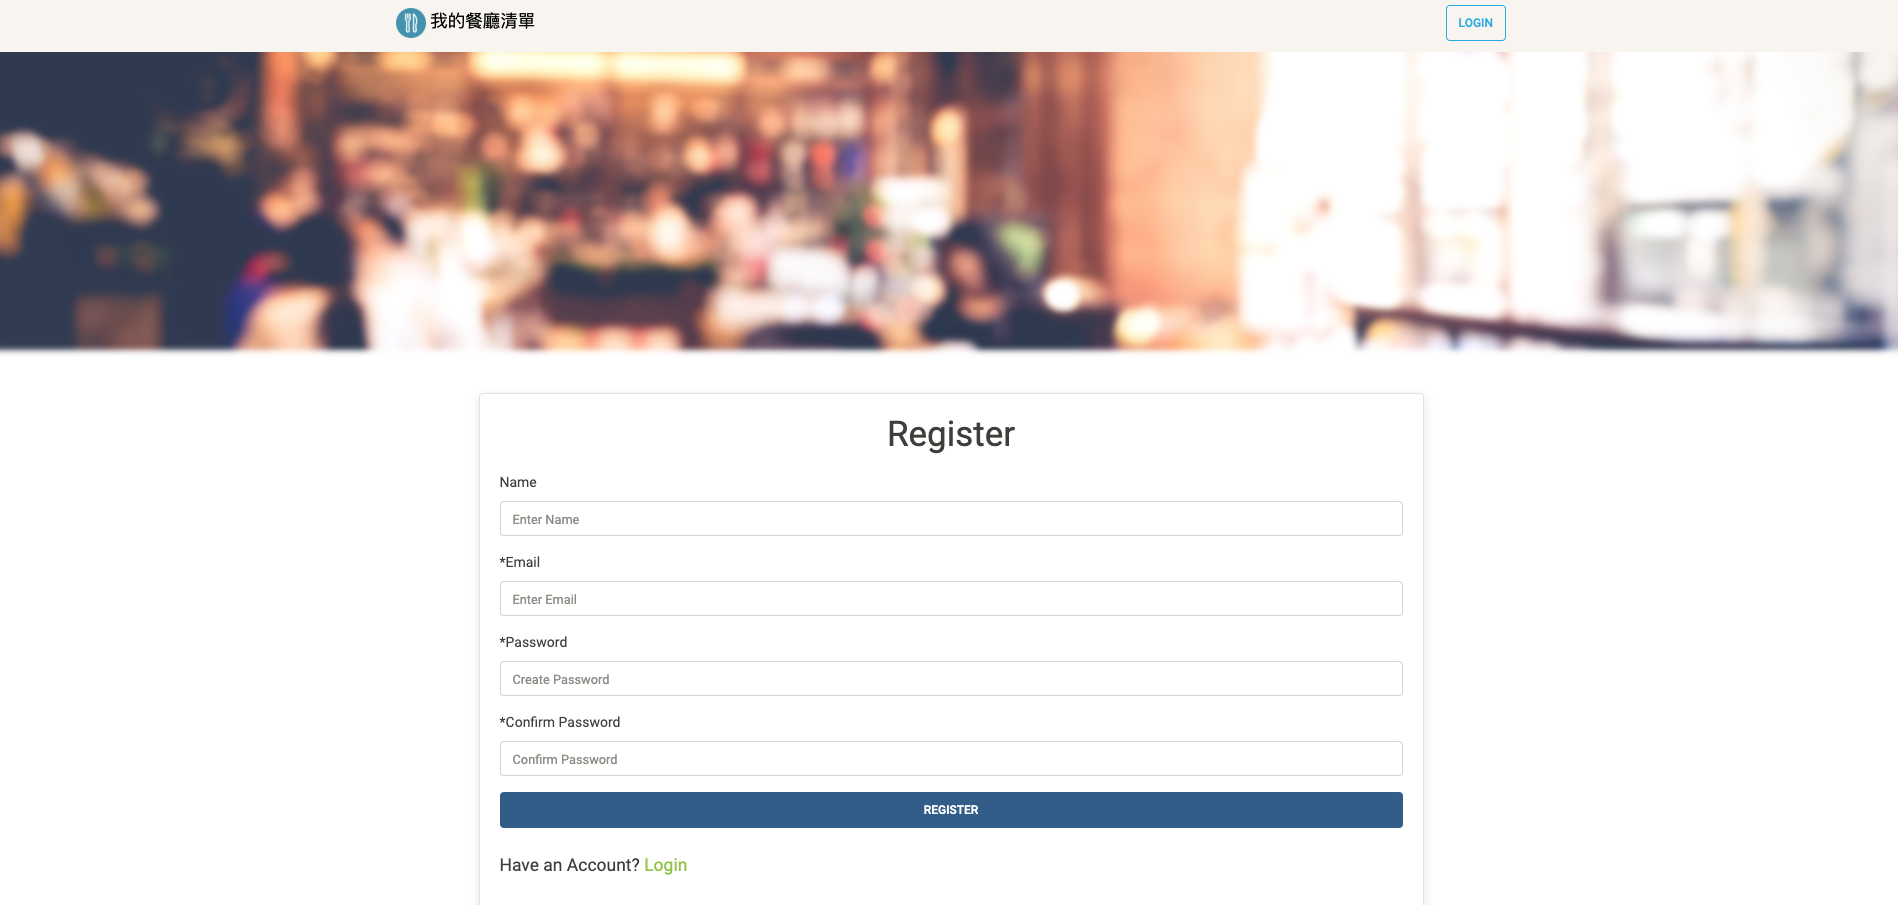 我的餐廳清單
LOGIN
Register
Name
Enter Name
*Email
Enter Email
*Password
Create Password
*Confirm Password
Confirm Password
REGISTER
Have an Account? Login